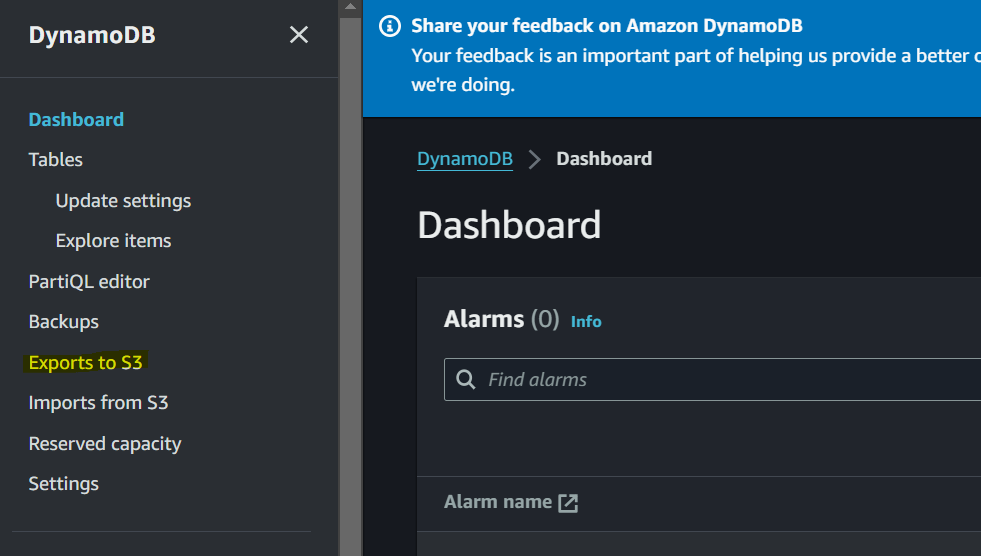 DynamoDB
Dashboard
Tables
Update settings
Explore items
PartiQL editor
Backups
Exports to S3
Imports from S3
Reserved capacity
Settings
Share your feedback on Amazon DynamoDB
Your feedback is an important part of helping us provide a better
we're doing.
DynamoDB > Dashboard
Dashboard
Alarms (0) Info
Find alarms
Alarm name